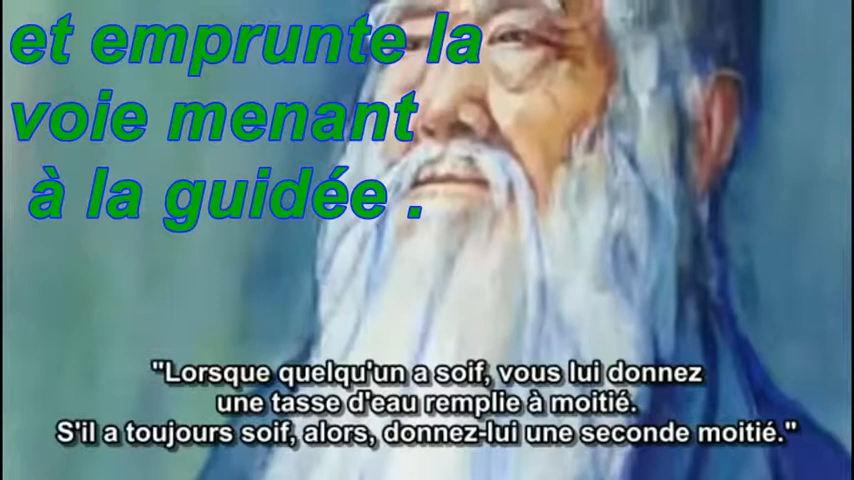 et emprunte la
voie menant
à la guidée .
"Lorsque quelqu'un a soif, vous lui donnez
une tasse d'eau remplie à moitié.
S'il a toujours soif, alors, donnez-lui une seconde moitié."